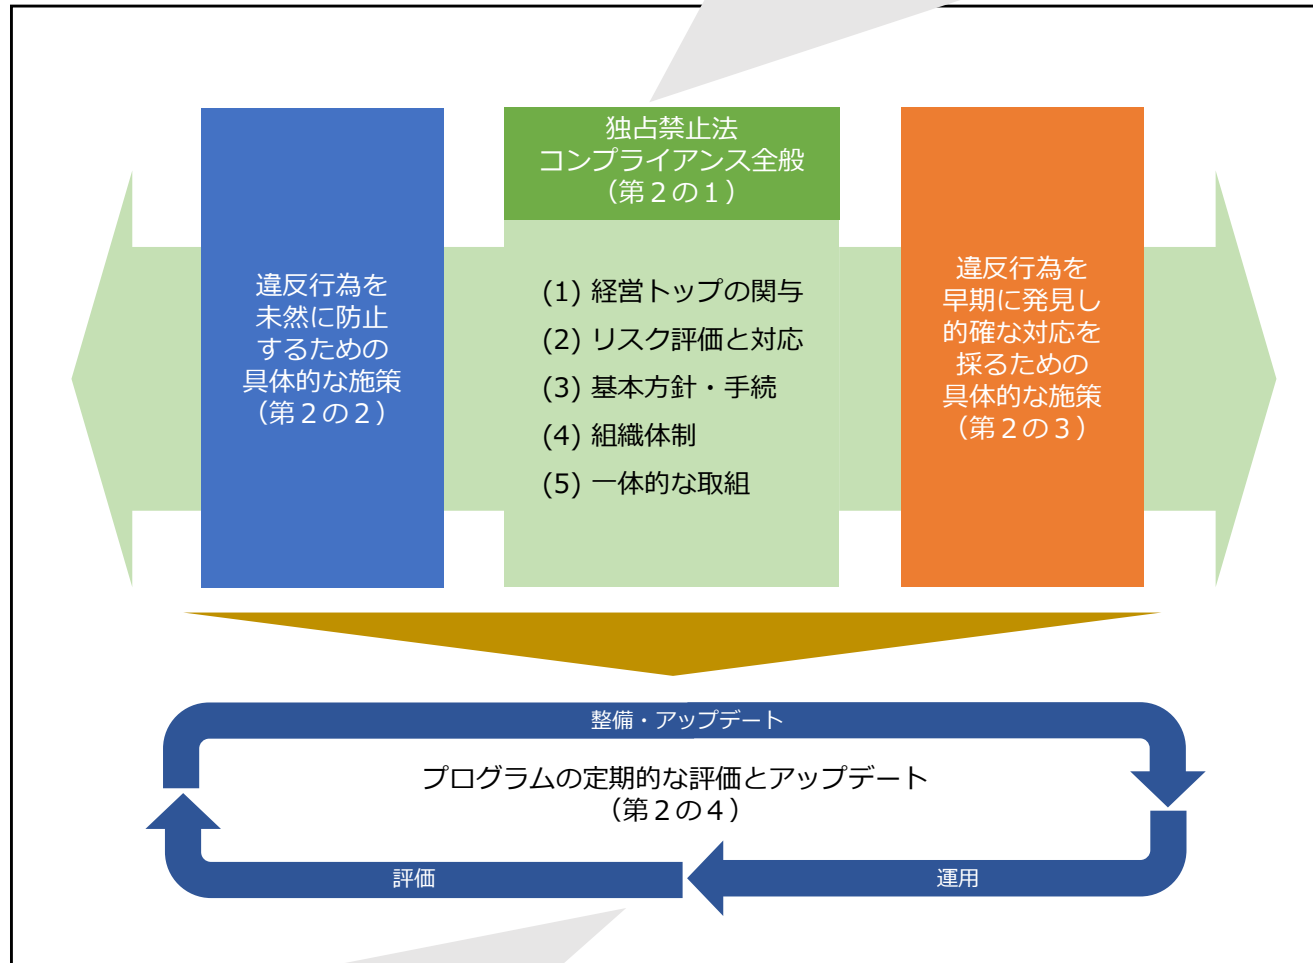 独占禁止法
コンプライアンス全般
（第２の１）
違反行為を
未然に防止
するための
具体的な施策
（第２の２）
(1) 経営トップの関与
(2) リスク評価と対応
(3) 基本方針・手続
(4) 組織体制
(5) 一体的な取組
違反行為を
早期に発見し
的確な対応を
採るための
具体的な施策
（第２の３）
整備・アップデート
プログラムの定期的な評価とアップデート
（第２の４）
評価
運用